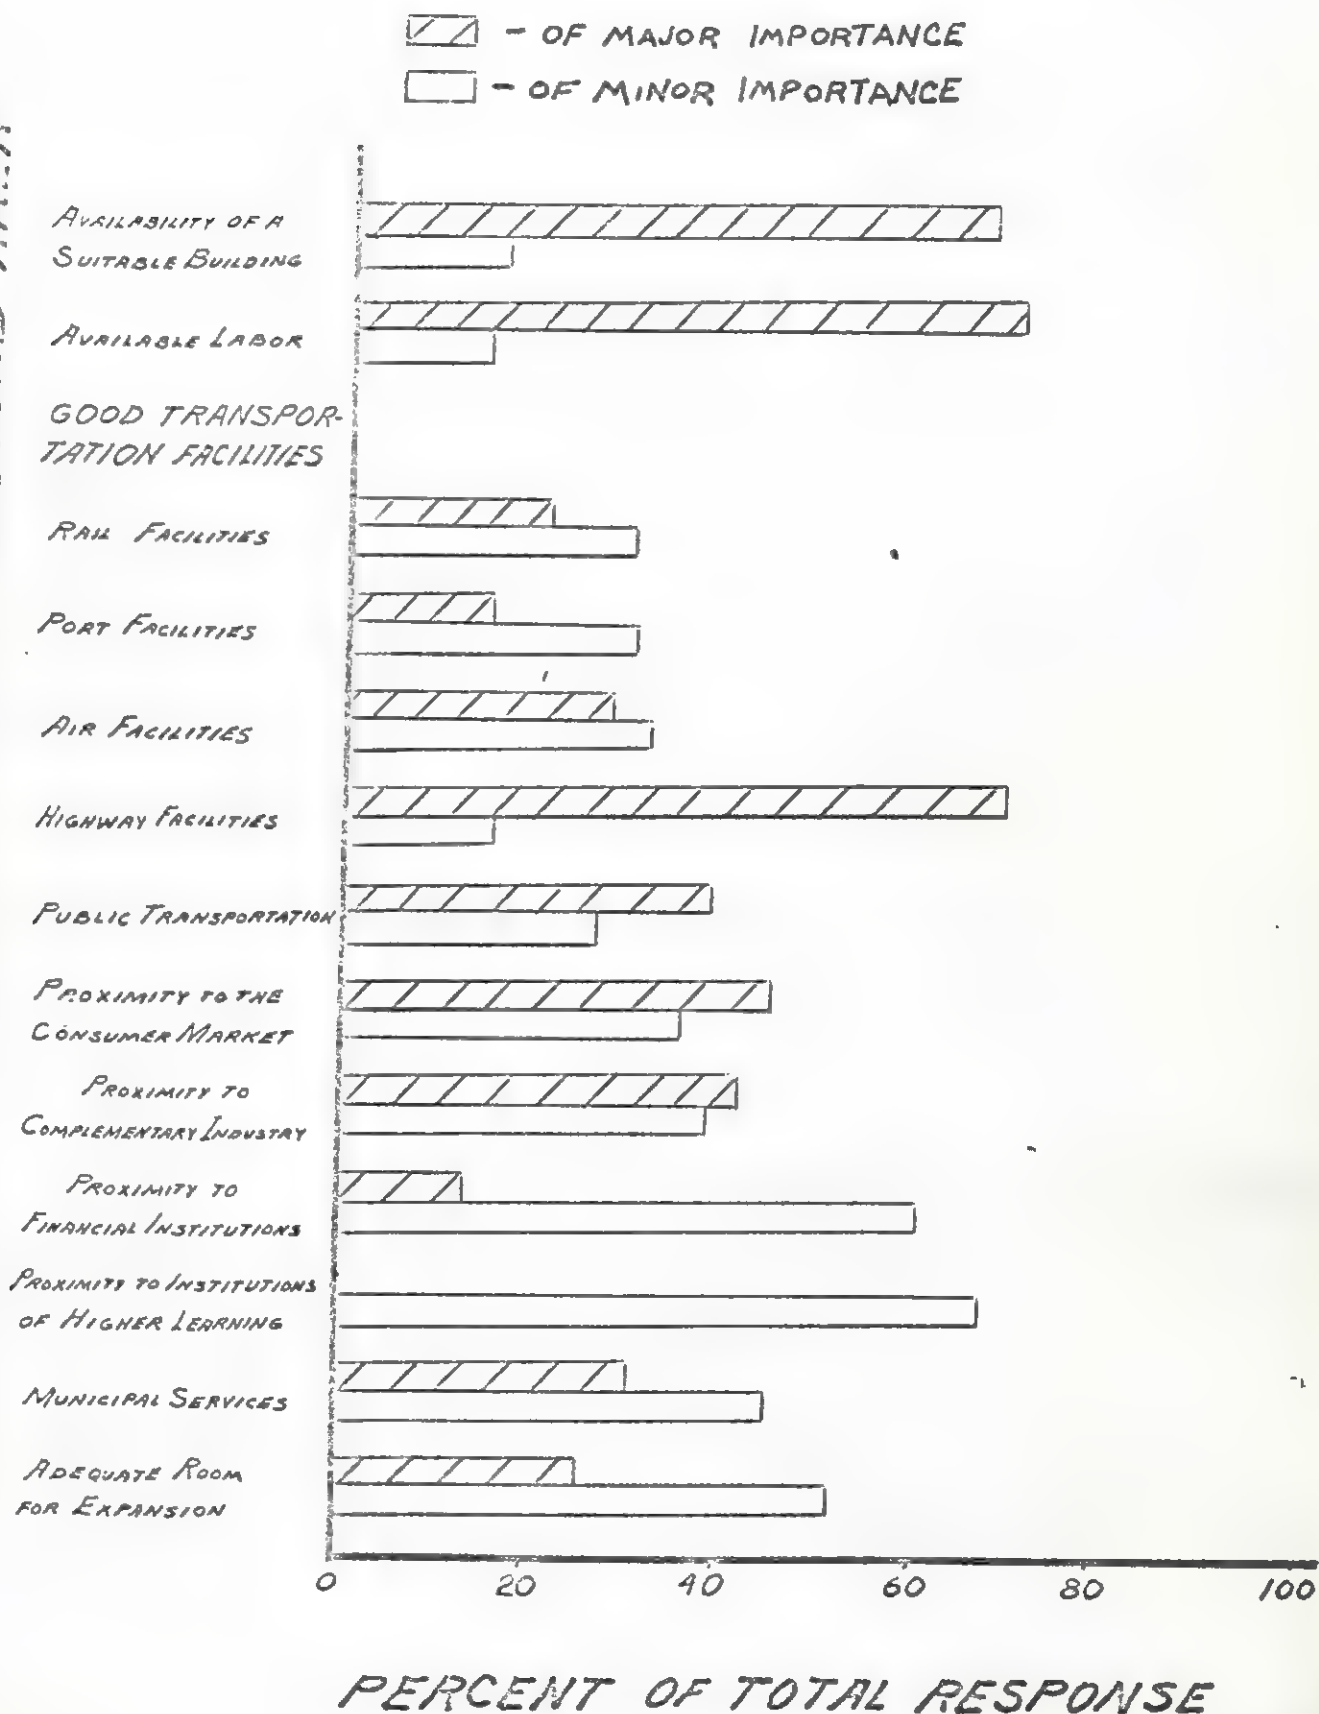 - OF MAJOR IMPORTANCE
- OF MINOR IMPORTANCE
AVAILABILITY OF A
SUITABLE BUILDING
AVAILABLE LABOR
GOOD TRANSPOR-
TATION FACILITIES
RAIL FACILITIES
PORT FACILITIES
AIR FACILITIES
HIGHWAY FACILITIES
PUBLIC TRANSPORTATION
PROXIMITY TO THE
CONSUMER MARKET
PROXIMITY TO
COMPLEMENTARY INDUSTRY
PROXIMITY TO
FINANCIAL INSTITUTIONS
PROXIMITY TO INSTITUTIONS
OF HIGHER LEARNING
MUNICIPAL SERVICES
ADEQUATE ROOM
FOR EXPANSION
0 20 40 60 80 100
PERCENT OF TOTAL RESPONSE